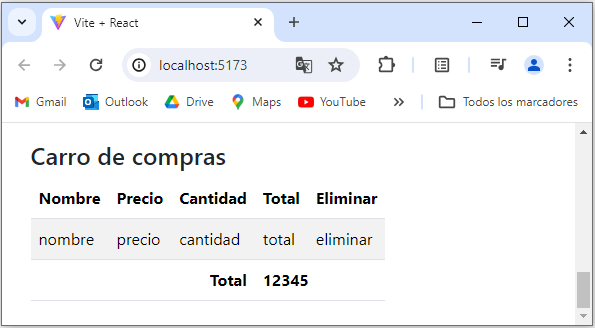 Vite + React
localhost:5173
Gmail Outlook Drive Maps YouTube Todos los marcadores
Carro de compras
Nombre Precio Cantidad Total Eliminar
nombre precio cantidad total eliminar
Total 12345